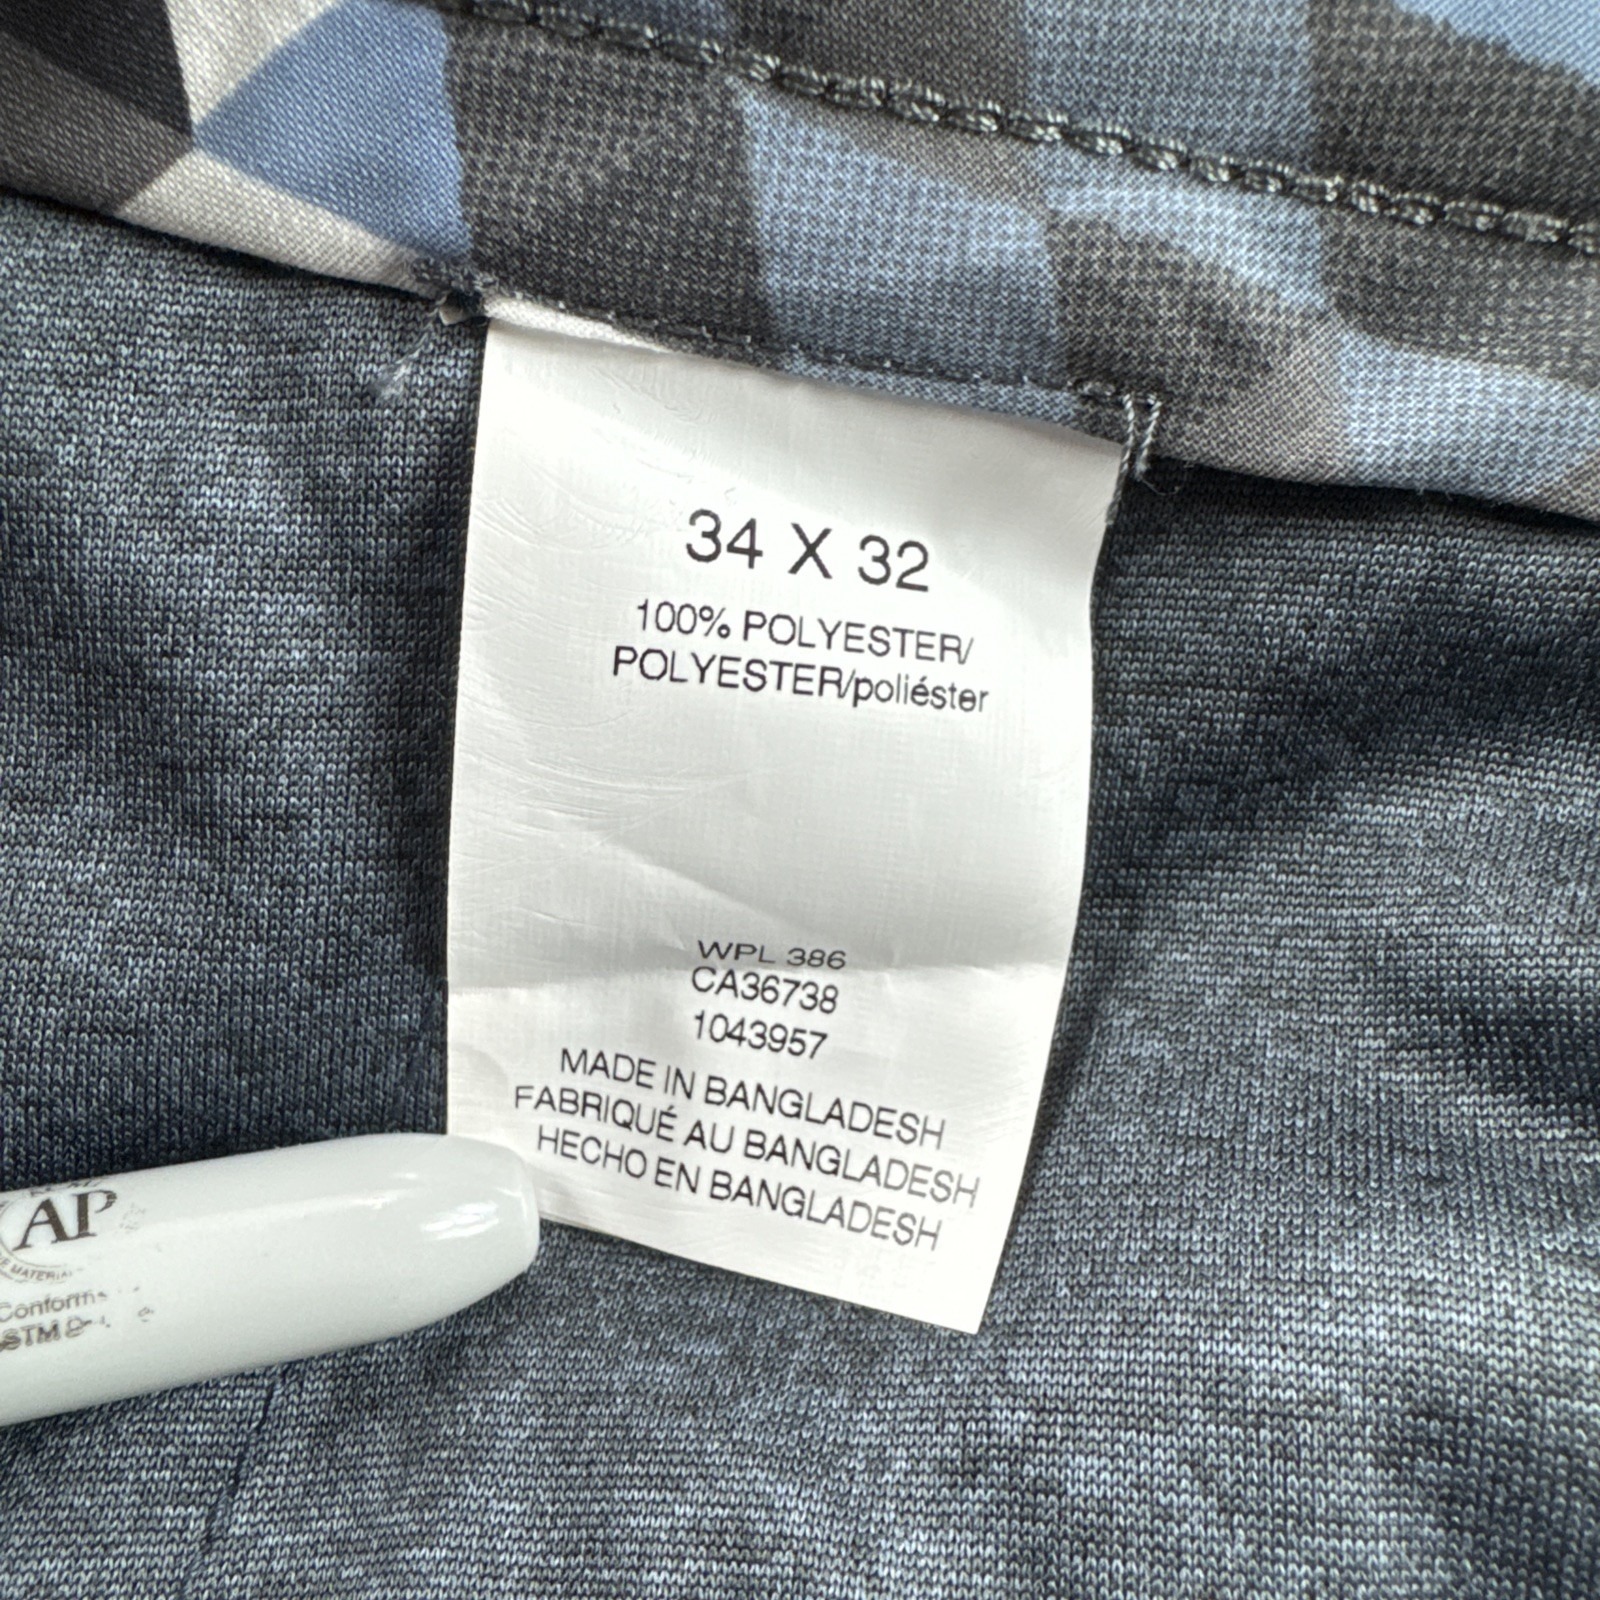 34 X 32
100% POLYESTER/
POLYESTER/poliéster
WPL 386
CA36738
1043957
MADE IN BANGLADESH
FABRIQUÉ AU BANGLADESH
HECHO EN BANGLADESH
AP
Conforms